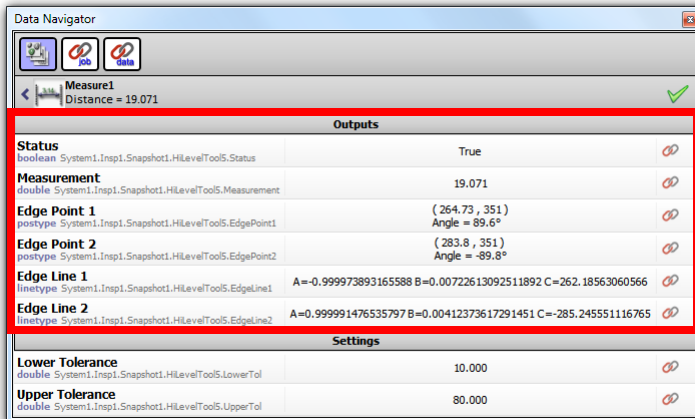 Data Navigator
job
data
Measure1
Distance = 19.071
Outputs
Status
boolean System1.Insp1.Snapshot1.HiLevelTool5.Status
True
Measurement
double System1.Insp1.Snapshot1.HiLevelTool5.Measurement
19.071
Edge Point 1
postype System1.Insp1.Snapshot1.HiLevelTool5.EdgePoint1
( 264.73 , 351 )
Angle = 89.6°
Edge Point 2
postype System1.Insp1.Snapshot1.HiLevelTool5.EdgePoint2
( 283.8 , 351 )
Angle = -89.8°
Edge Line 1
linetype System1.Insp1.Snapshot1.HiLevelTool5.EdgeLine1
A=-0.999973893165588 B=0.00722613092511892 C=262.18563060566
Edge Line 2
linetype System1.Insp1.Snapshot1.HiLevelTool5.EdgeLine2
A=0.999991476535797 B=0.00412373617291451 C=-285.245551116765
Settings
Lower Tolerance
double System1.Insp1.Snapshot1.HiLevelTool5.LowerTol
10.000
Upper Tolerance
double System1.Insp1.Snapshot1.HiLevelTool5.UpperTol
80.000